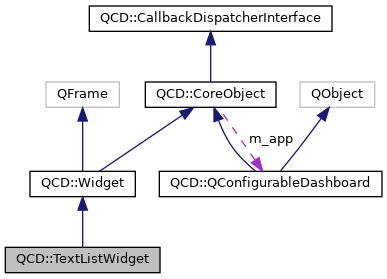 QCD::CallbackDispatcherInterface
QFrame
QCD::CoreObject
QObject
m_app
QCD::Widget
QCD::QConfigurableDashboard
QCD::TextListWidget